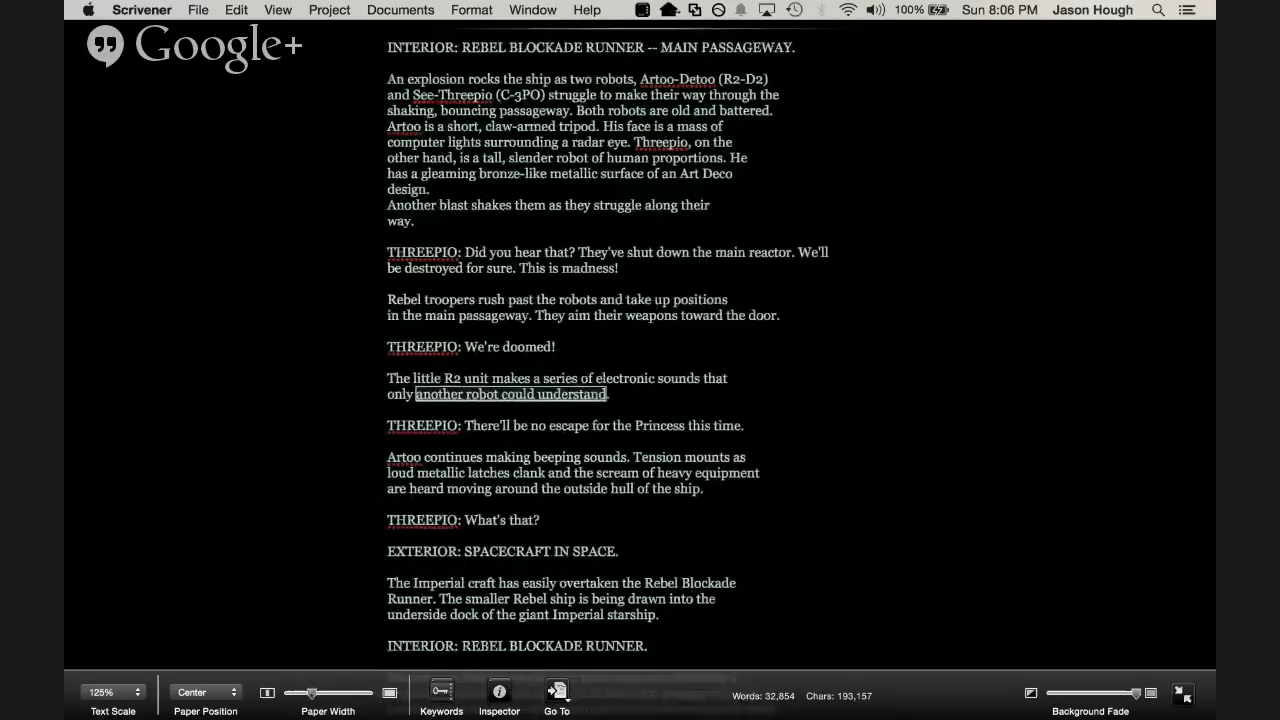 Scrivener File Edit View Project Documents Format Window Help 100% Sun 8:06 PM Jason Hough
Google+
INTERIOR: REBEL BLOCKADE RUNNER -- MAIN PASSAGEWAY.
An explosion rocks the ship as two robots, Artoo-Detoo (R2-D2)
and See-Threepio (C-3PO) struggle to make their way through the
shaking, bouncing passageway. Both robots are old and battered.
Artoo is a short, claw-armed tripod. His face is a mass of
computer lights surrounding a radar eye. Threepio, on the
other hand, is a tall, slender robot of human proportions. He
has a gleaming bronze-like metallic surface of an Art Deco
design.
Another blast shakes them as they struggle along their
way.
THREEPIO: Did you hear that? They've shut down the main reactor. We'll
be destroyed for sure. This is madness!
Rebel troopers rush past the robots and take up positions
in the main passageway. They aim their weapons toward the door.
THREEPIO: We're doomed!
The little R2 unit makes a series of electronic sounds that
only another robot could understand.
THREEPIO: There'll be no escape for the Princess this time.
Artoo continues making beeping sounds. Tension mounts as
loud metallic latches clank and the scream of heavy equipment
are heard moving around the outside hull of the ship.
THREEPIO: What's that?
EXTERIOR: SPACECRAFT IN SPACE.
The Imperial craft has easily overtaken the Rebel Blockade
Runner. The smaller Rebel ship is being drawn into the
underside dock of the giant Imperial starship.
INTERIOR: REBEL BLOCKADE RUNNER.
125% Center Words: 32,854 Chars: 193,157
Text Scale Paper Position Paper Width Keywords Inspector Go To Background Fade